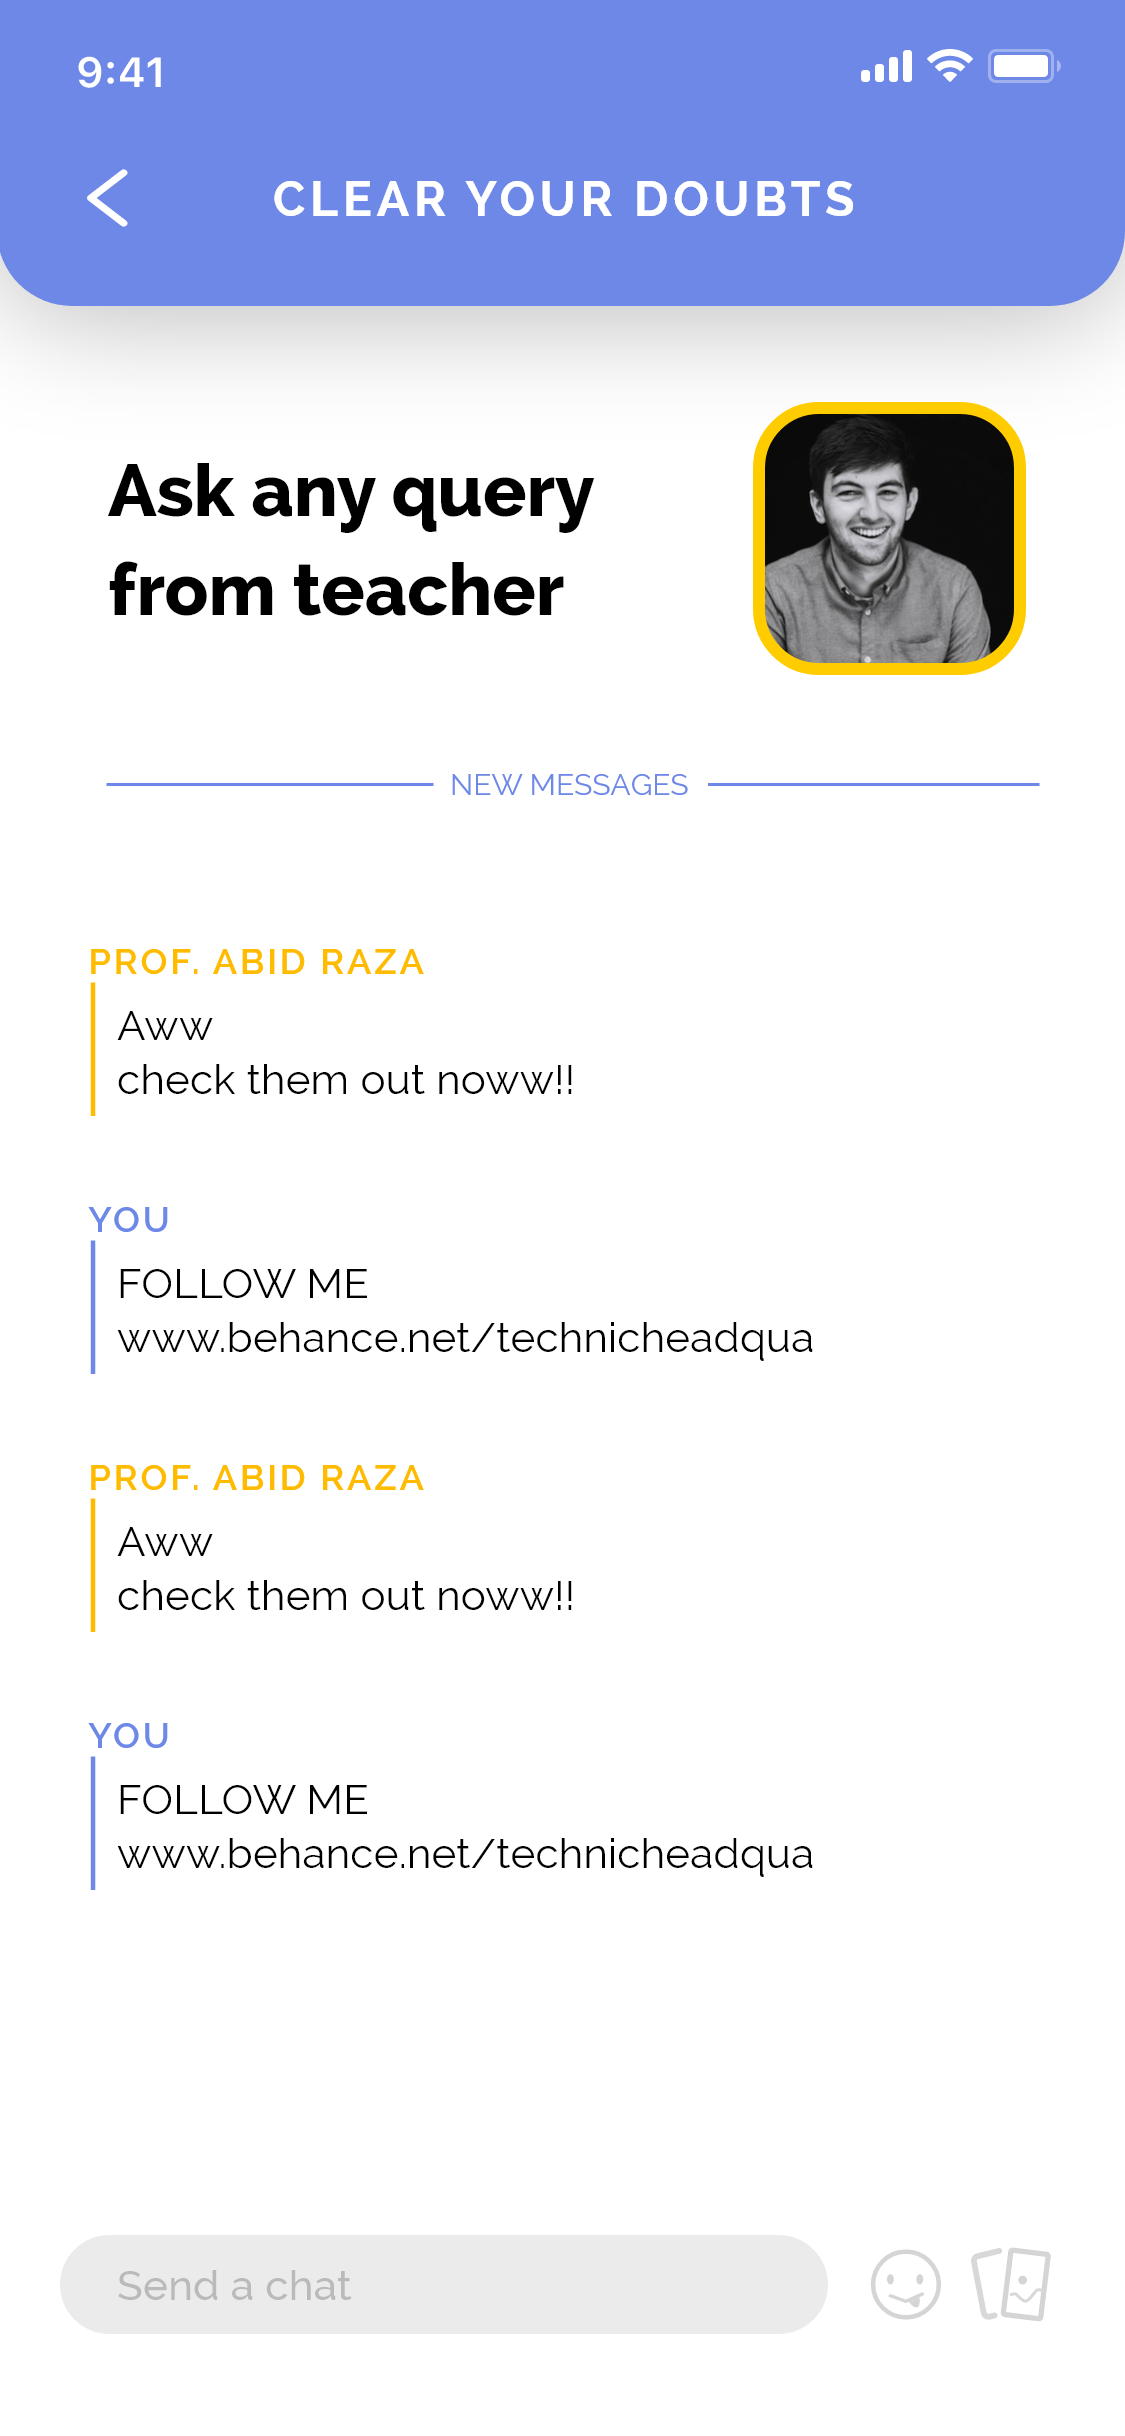 9:41
CLEAR YOUR DOUBTS
Ask any query
from teacher
NEW MESSAGES
PROF. ABID RAZA
Aww
check them out noww!!
YOU
FOLLOW ME
www.behance.net/technicheadqua
PROF. ABID RAZA
Aww
check them out noww!!
YOU
FOLLOW ME
www.behance.net/technicheadqua
Send a chat